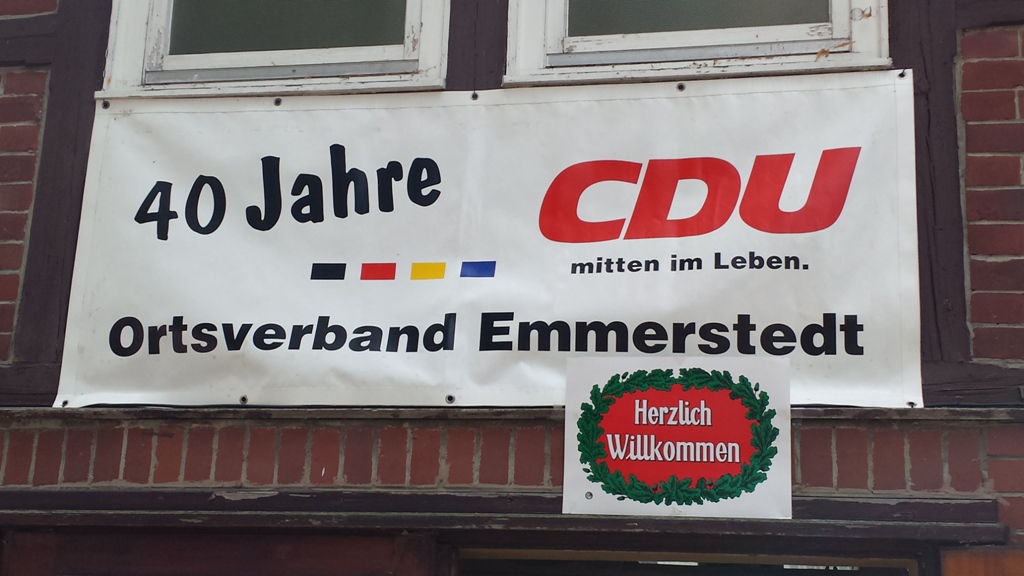 40 Jahre
CDU
mitten im Leben.
Ortsverband Emmerstedt
Herzlich
Willkommen